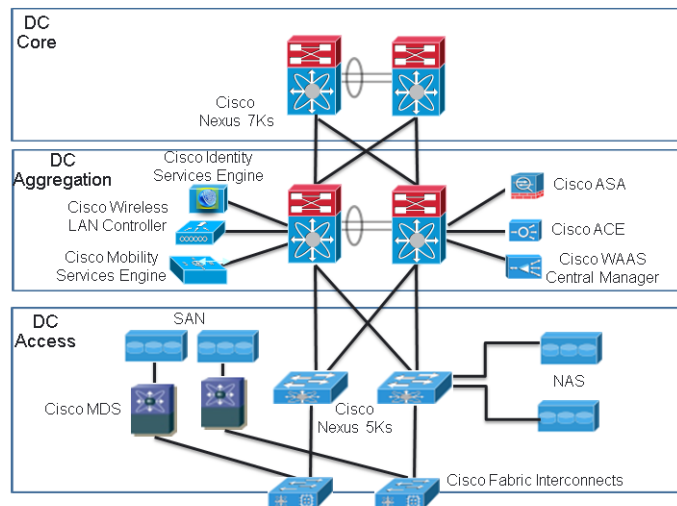 DC
Core
Cisco
Nexus 7Ks
DC
Aggregation
Cisco Identity
Services Engine
Cisco Wireless
LAN Controller
Cisco Mobility
Services Engine
Cisco ASA
Cisco ACE
Cisco WAAS
Central Manager
DC
Access
SAN
Cisco MDS
Cisco
Nexus 5Ks
NAS
Cisco Fabric Interconnects